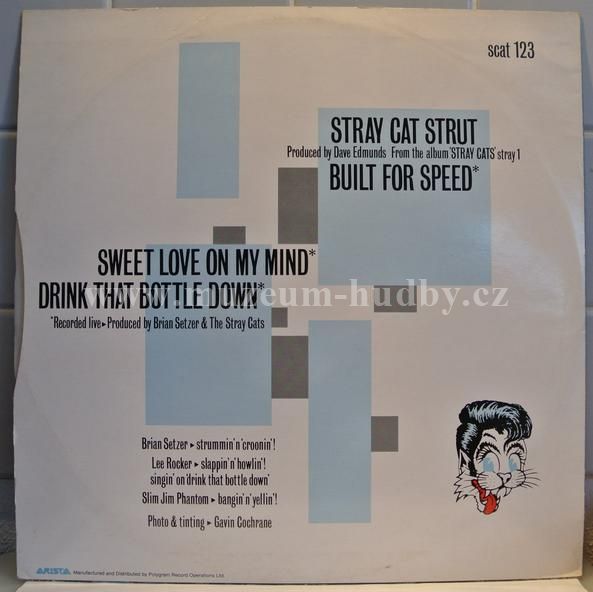 scat 123
STRAY CAT STRUT
Produced by Dave Edmunds From the album 'STRAY CATS' stray 1
BUILT FOR SPEED*
SWEET LOVE ON MY MIND*
DRINK THAT BOTTLE DOWN*
www.muzeum-hudby.cz
*Recorded live ▸ Produced by Brian Setzer & The Stray Cats
Brian Setzer ▸ strummin' n' croonin'!
Lee Rocker ▸ slappin' n' howlin'!
singin' on 'drink that bottle down'
Slim Jim Phantom ▸ bangin' n' yellin'!
Photo & tinting ▸ Gavin Cochrane
ARISTA Manufactured and Distributed by Polygram Record Operations Ltd.